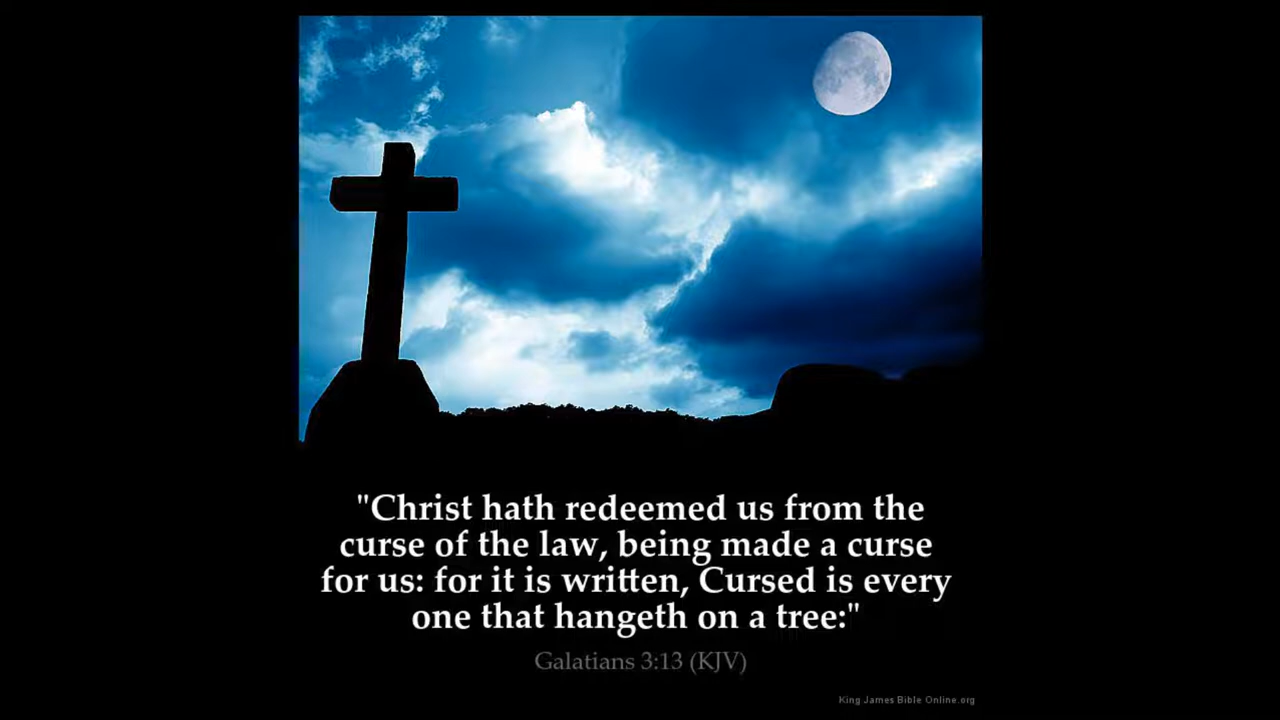 "Christ hath redeemed us from the
curse of the law, being made a curse
for us: for it is written, Cursed is every
one that hangeth on a tree:"
Galatians 3:13 (KJV)
King James Bible Online.org